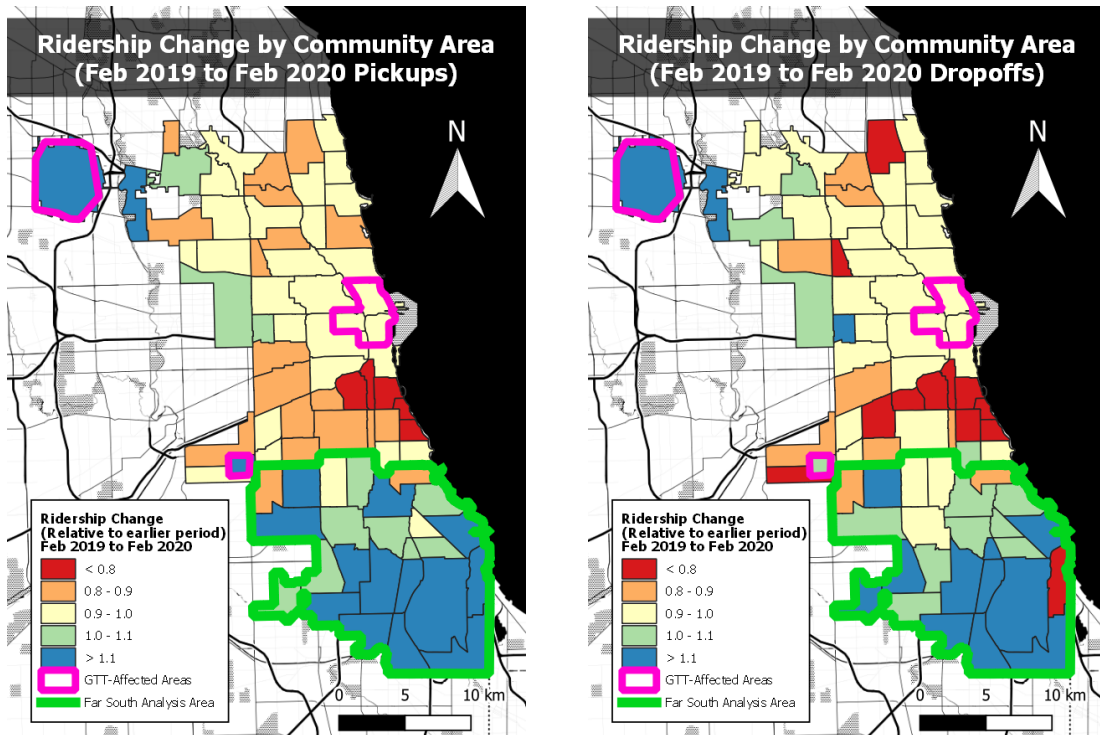 Ridership Change by Community Area
(Feb 2019 to Feb 2020 Pickups)
N
Ridership Change
(Relative to earlier period)
Feb 2019 to Feb 2020
< 0.8
0.8 - 0.9
0.9 - 1.0
1.0 - 1.1
> 1.1
GTT-Affected Areas
Far South Analysis Area
0 5 10 km
Ridership Change by Community Area
(Feb 2019 to Feb 2020 Dropoffs)
N
Ridership Change
(Relative to earlier period)
Feb 2019 to Feb 2020
< 0.8
0.8 - 0.9
0.9 - 1.0
1.0 - 1.1
> 1.1
GTT-Affected Areas
Far South Analysis Area
0 5 10 km